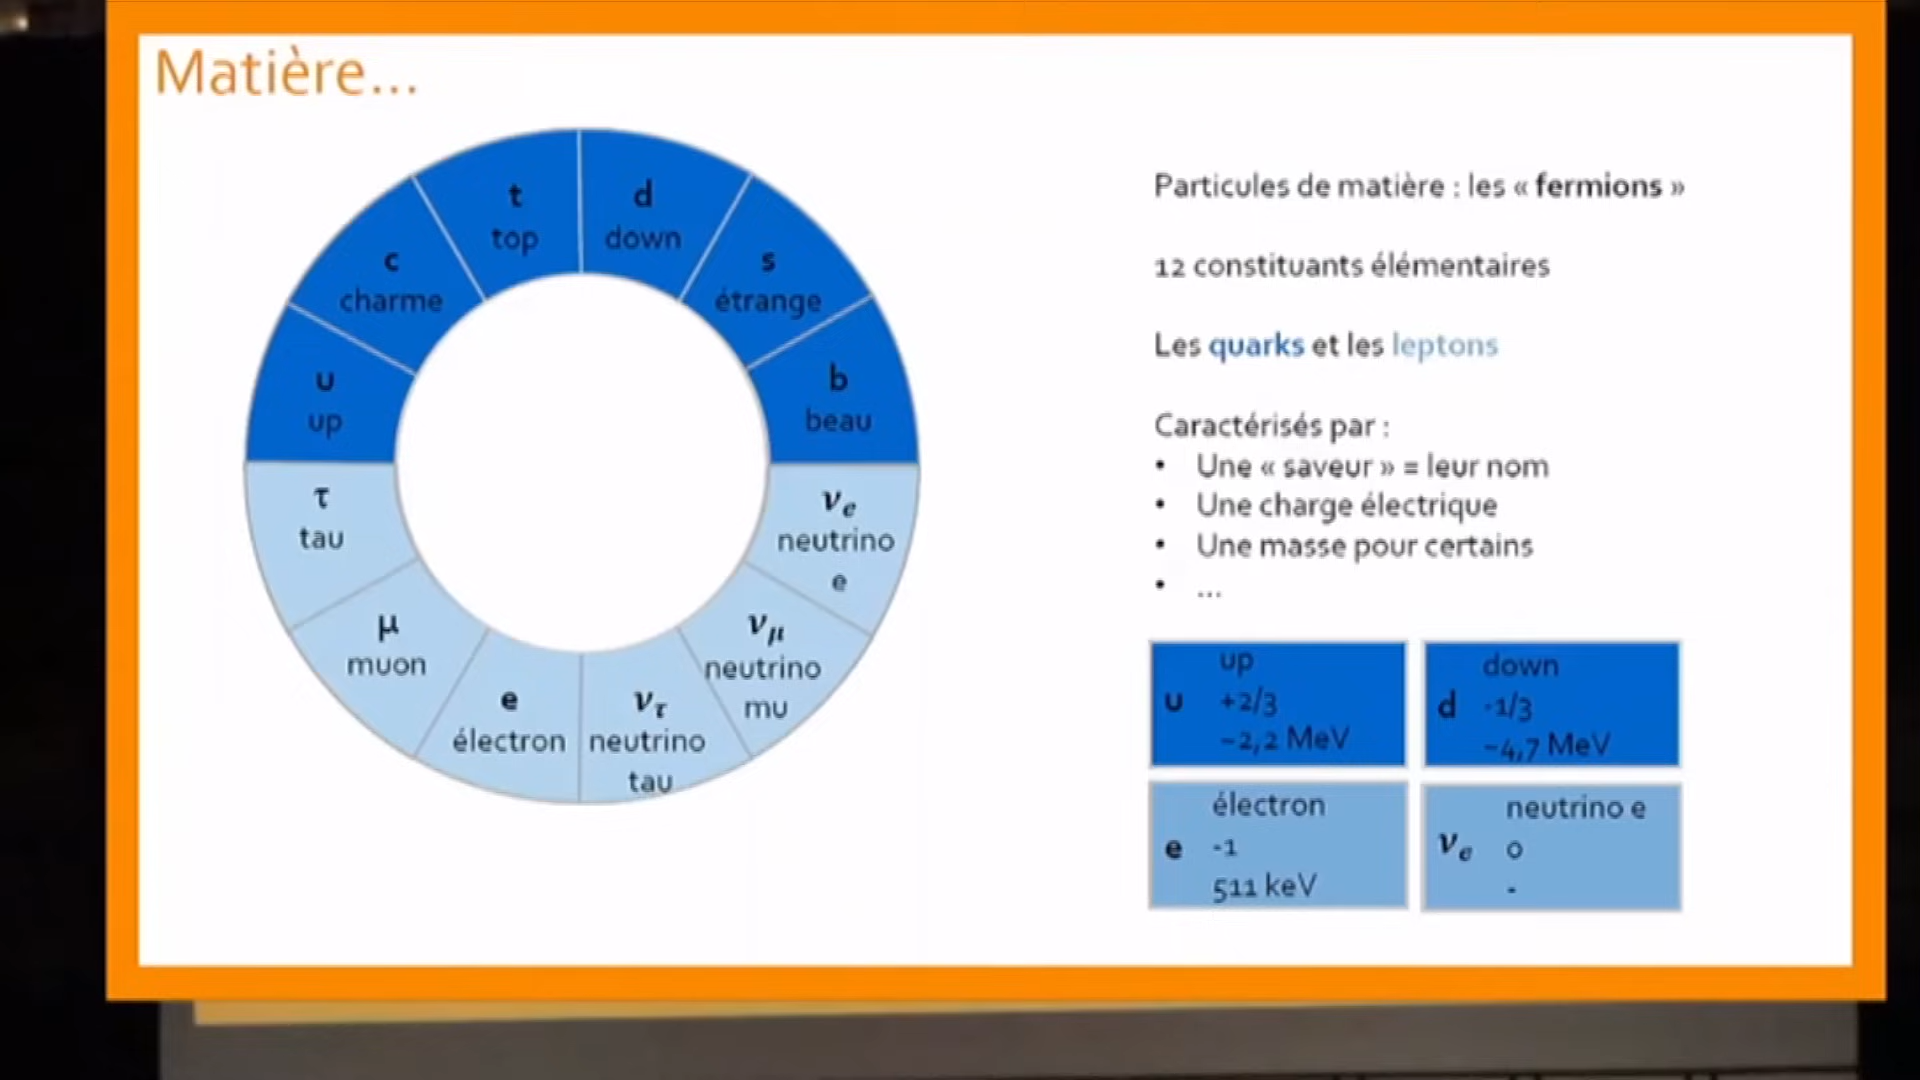 Matière...
t
top
d
down
c
charme
s
étrange
u
up
b
beau
τ
tau
νe
neutrino
e
μ
muon
νμ
neutrino
mu
e
électron
ντ
neutrino
tau
Particules de matière : les « fermions »
12 constituants élémentaires
Les quarks et les leptons
Caractérisés par :
• Une « saveur » = leur nom
• Une charge électrique
• Une masse pour certains
• ...
up
u +2/3
~2,2 MeV
down
d -1/3
~4,7 MeV
électron
e -1
511 keV
neutrino e
νe 0
-